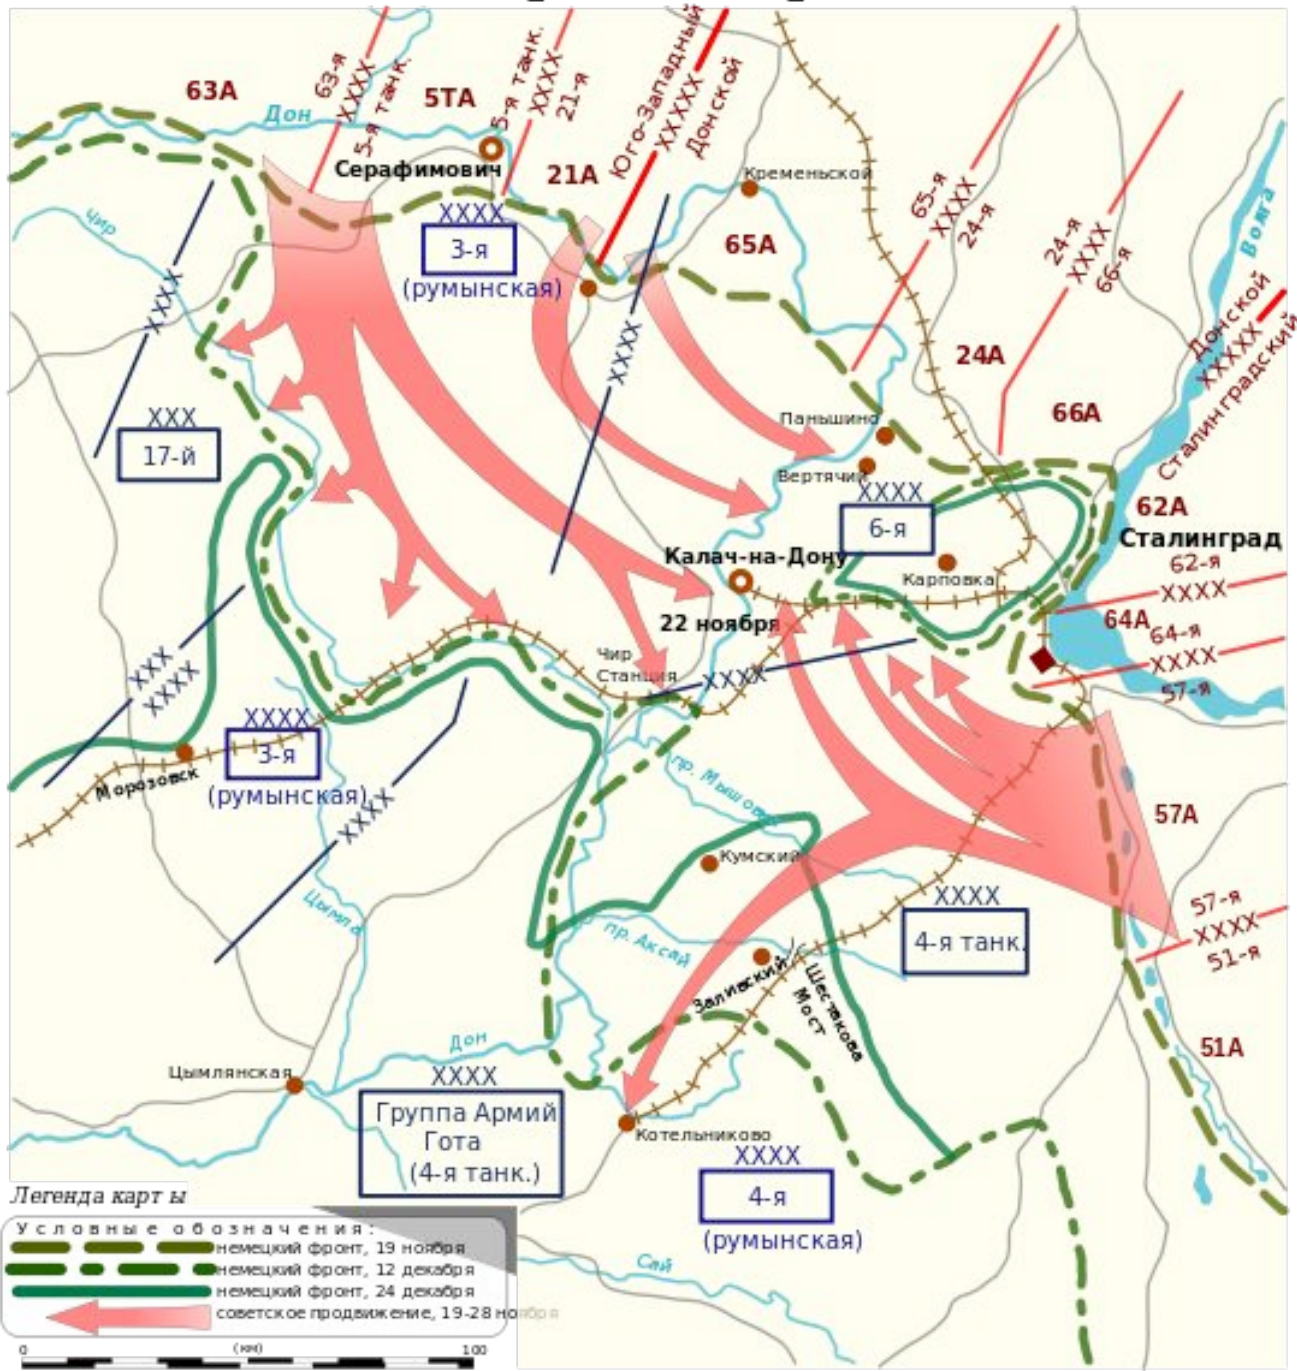 63А
63-я
XXXX
5-я танк.
5ТА
5-я танк.
XXXX
21-я
Юго-Западный
XXXXX
Донской
Дон
Серафимович
21А
Кременьской
65-я
XXXX
24-я
24-я
XXXX
66-я
Волга
Чир
XXXX
3-я
(румынская)
65А
XXXX
XXXX
Донской
XXXXX
Сталинградский
24А
66А
XXX
17-й
Паньшино
Вертячий
XXXX
6-я
62А
Сталинград
Калач-на-Дону
Карповка
62-я
XXXX
22 ноября
64А
64-я
XXXX
57-я
Чир
Станция
XXXX
XXX
XXXX
XXXX
3-я
(румынская)
Морозовск
XXXX
пр. Мышова
57А
Кумский
Цымла
XXXX
4-я танк.
57-я
XXXX
51-я
пр. Аксай
Заливский
Шестакова
Мост
51А
Дон
Цымлянская
XXXX
Группа Армий
Гота
(4-я танк.)
Котельниково
XXXX
4-я
(румынская)
Сай
Легенда карты
Условные обозначения:
немецкий фронт, 19 ноября
немецкий фронт, 12 декабря
немецкий фронт, 24 декабря
советское продвижение, 19-28 ноября
0 (км) 100